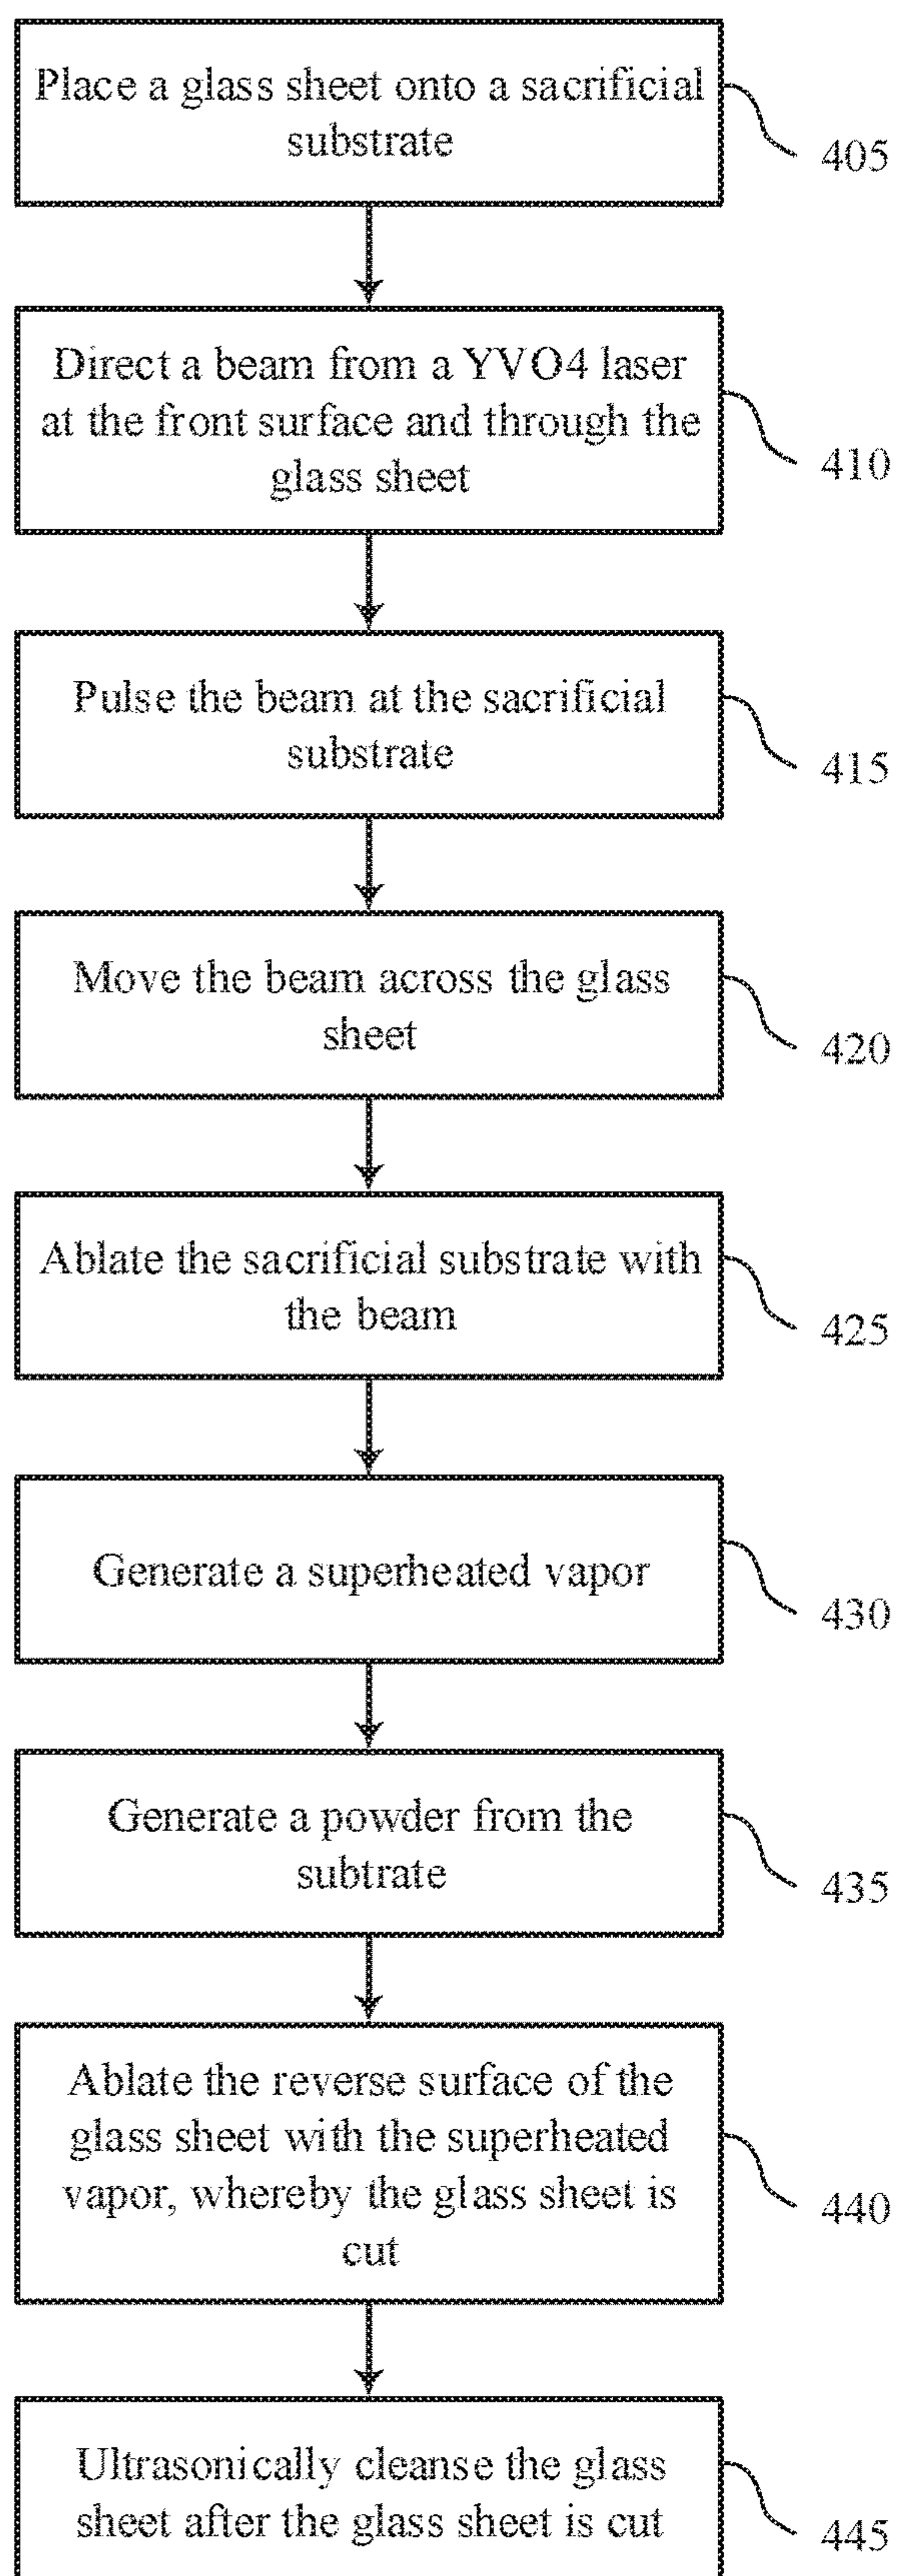 Place a glass sheet onto a sacrificial
substrate
405
Direct a beam from a YVO4 laser
at the front surface and through the
glass sheet
410
Pulse the beam at the sacrificial
substrate
415
Move the beam across the glass
sheet
420
Ablate the sacrificial substrate with
the beam
425
Generate a superheated vapor
430
Generate a powder from the
subtrate
435
Ablate the reverse surface of the
glass sheet with the superheated
vapor, whereby the glass sheet is
cut
440
Ultrasonically cleanse the glass
sheet after the glass sheet is cut
445